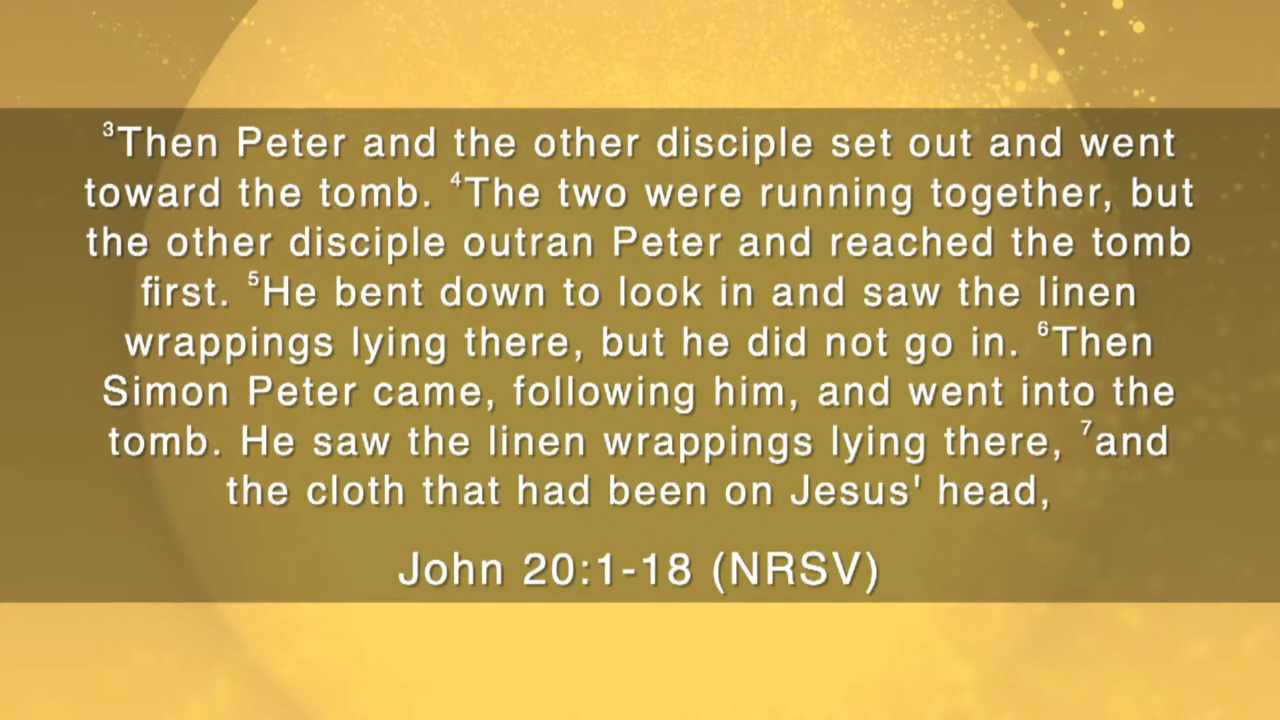 ³Then Peter and the other disciple set out and went
toward the tomb. ⁴The two were running together, but
the other disciple outran Peter and reached the tomb
first. ⁵He bent down to look in and saw the linen
wrappings lying there, but he did not go in. ⁶Then
Simon Peter came, following him, and went into the
tomb. He saw the linen wrappings lying there, ⁷and
the cloth that had been on Jesus' head,
John 20:1-18 (NRSV)